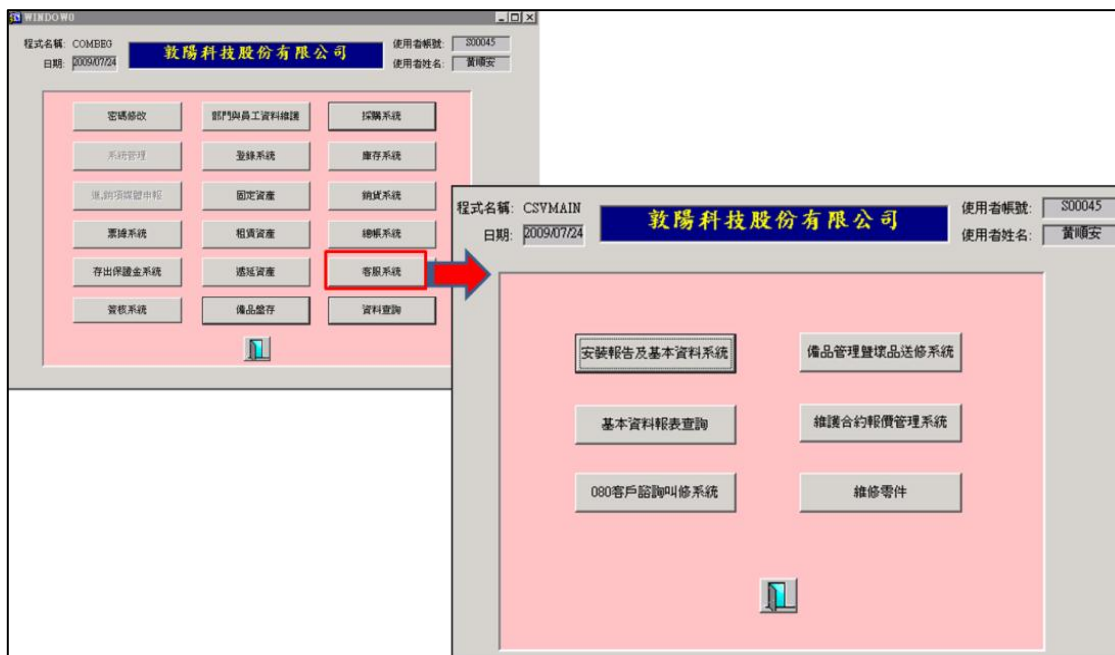 WINDOW0
程式名稱: COMBEG 敦陽科技股份有限公司 使用者帳號: S00045
日期: 2009/07/24 使用者姓名: 黃順安
密碼修改 部門與員工資料維護 採購系統
系統管理 登錄系統 庫存系統
進,銷項媒體申報 固定資產 銷貨系統
票據系統 租賃資產 總帳系統
存出保證金系統 遞延資產 客服系統
簽核系統 備品盤存 資料查詢
程式名稱: CSVMAIN 敦陽科技股份有限公司 使用者帳號: S00045
日期: 2009/07/24 使用者姓名: 黃順安
安裝報告及基本資料系統 備品管理暨壞品送修系統
基本資料報表查詢 維護合約報價管理系統
080客戶諮詢叫修系統 維修零件